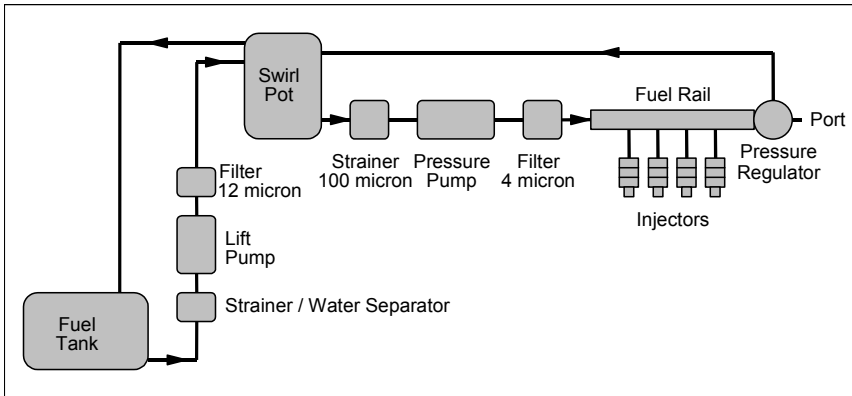 Swirl
Pot
Fuel Rail
Port
Strainer
100 micron
Pressure
Pump
Filter
4 micron
Pressure
Regulator
Filter
12 micron
Injectors
Lift
Pump
Strainer / Water Separator
Fuel
Tank